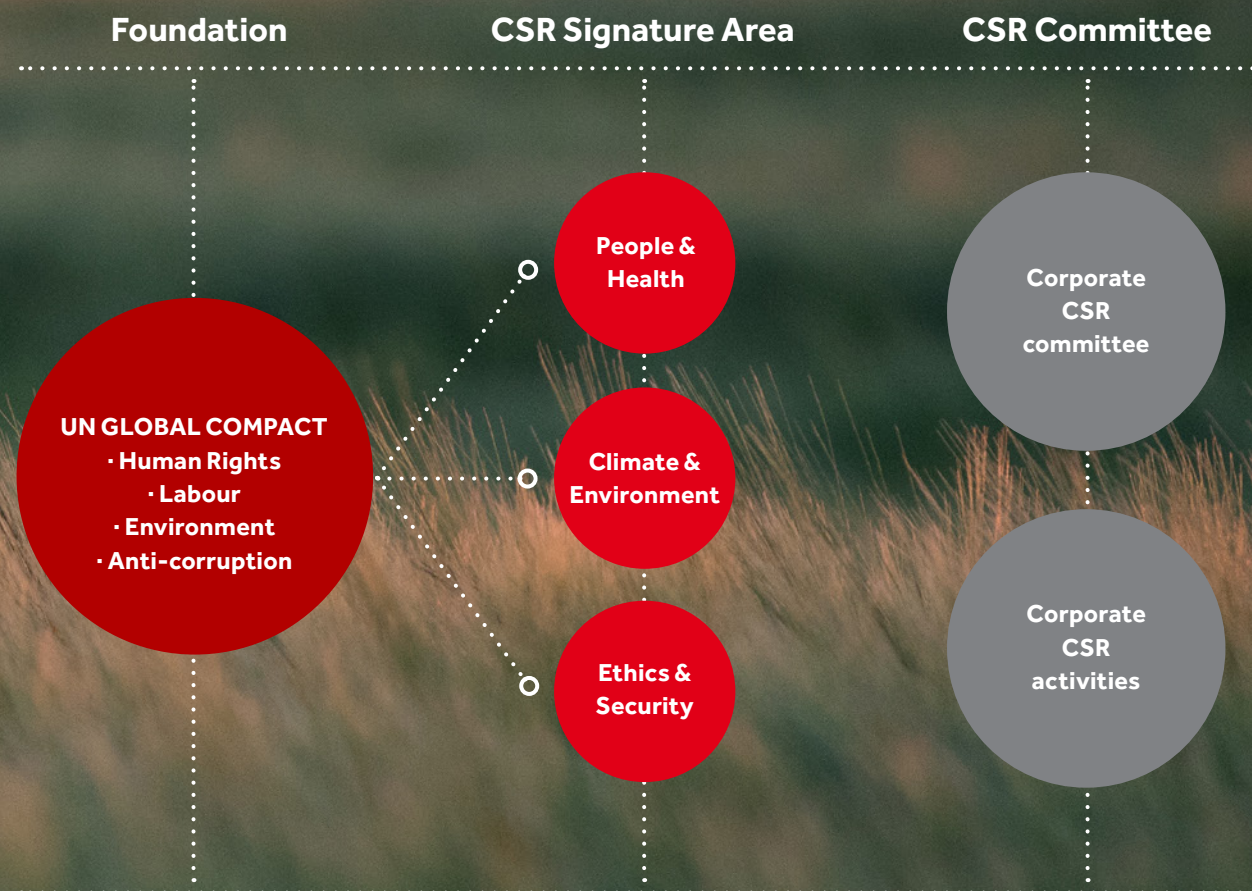 Foundation
CSR Signature Area
CSR Committee
People &
Health
Corporate
CSR
committee
UN GLOBAL COMPACT
· Human Rights
· Labour
· Environment
· Anti-corruption
Climate &
Environment
Corporate
CSR
activities
Ethics &
Security